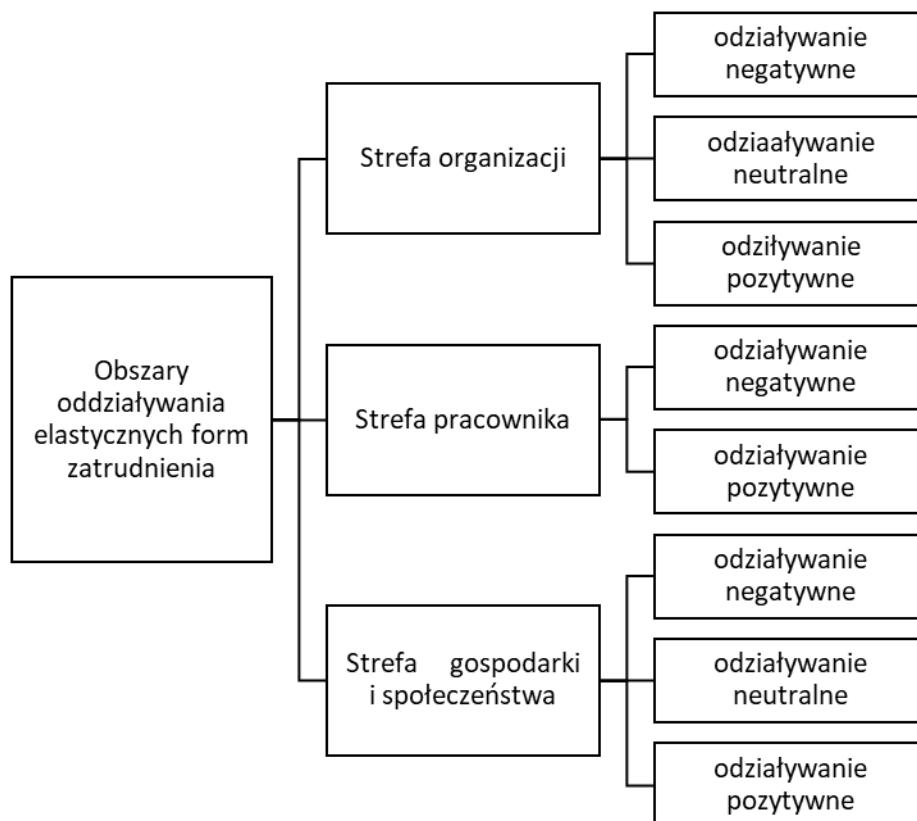 Obszary
oddziaływania
elastycznych form
zatrudnienia
Strefa organizacji
odziaływanie
negatywne
odziaaływanie
neutralne
odziływanie
pozytywne
Strefa pracownika
odziaływanie
negatywne
odziaływanie
pozytywne
Strefa gospodarki
i społeczeństwa
odziaływanie
negatywne
odziaływanie
neutralne
odziaływanie
pozytywne